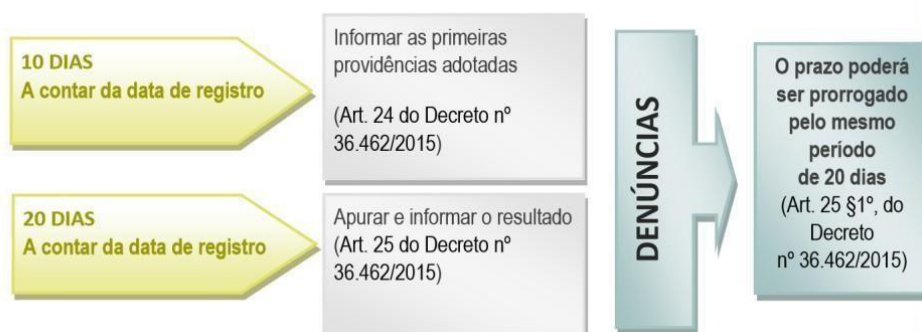 10 DIAS
A contar da data de registro
Informar as primeiras
providências adotadas
(Art. 24 do Decreto nº
36.462/2015)
20 DIAS
A contar da data de registro
Apurar e informar o resultado
(Art. 25 do Decreto nº
36.462/2015)
DENÚNCIAS
O prazo poderá
ser prorrogado
pelo mesmo
período
de 20 dias
(Art. 25 §1º, do
Decreto
nº 36.462/2015)